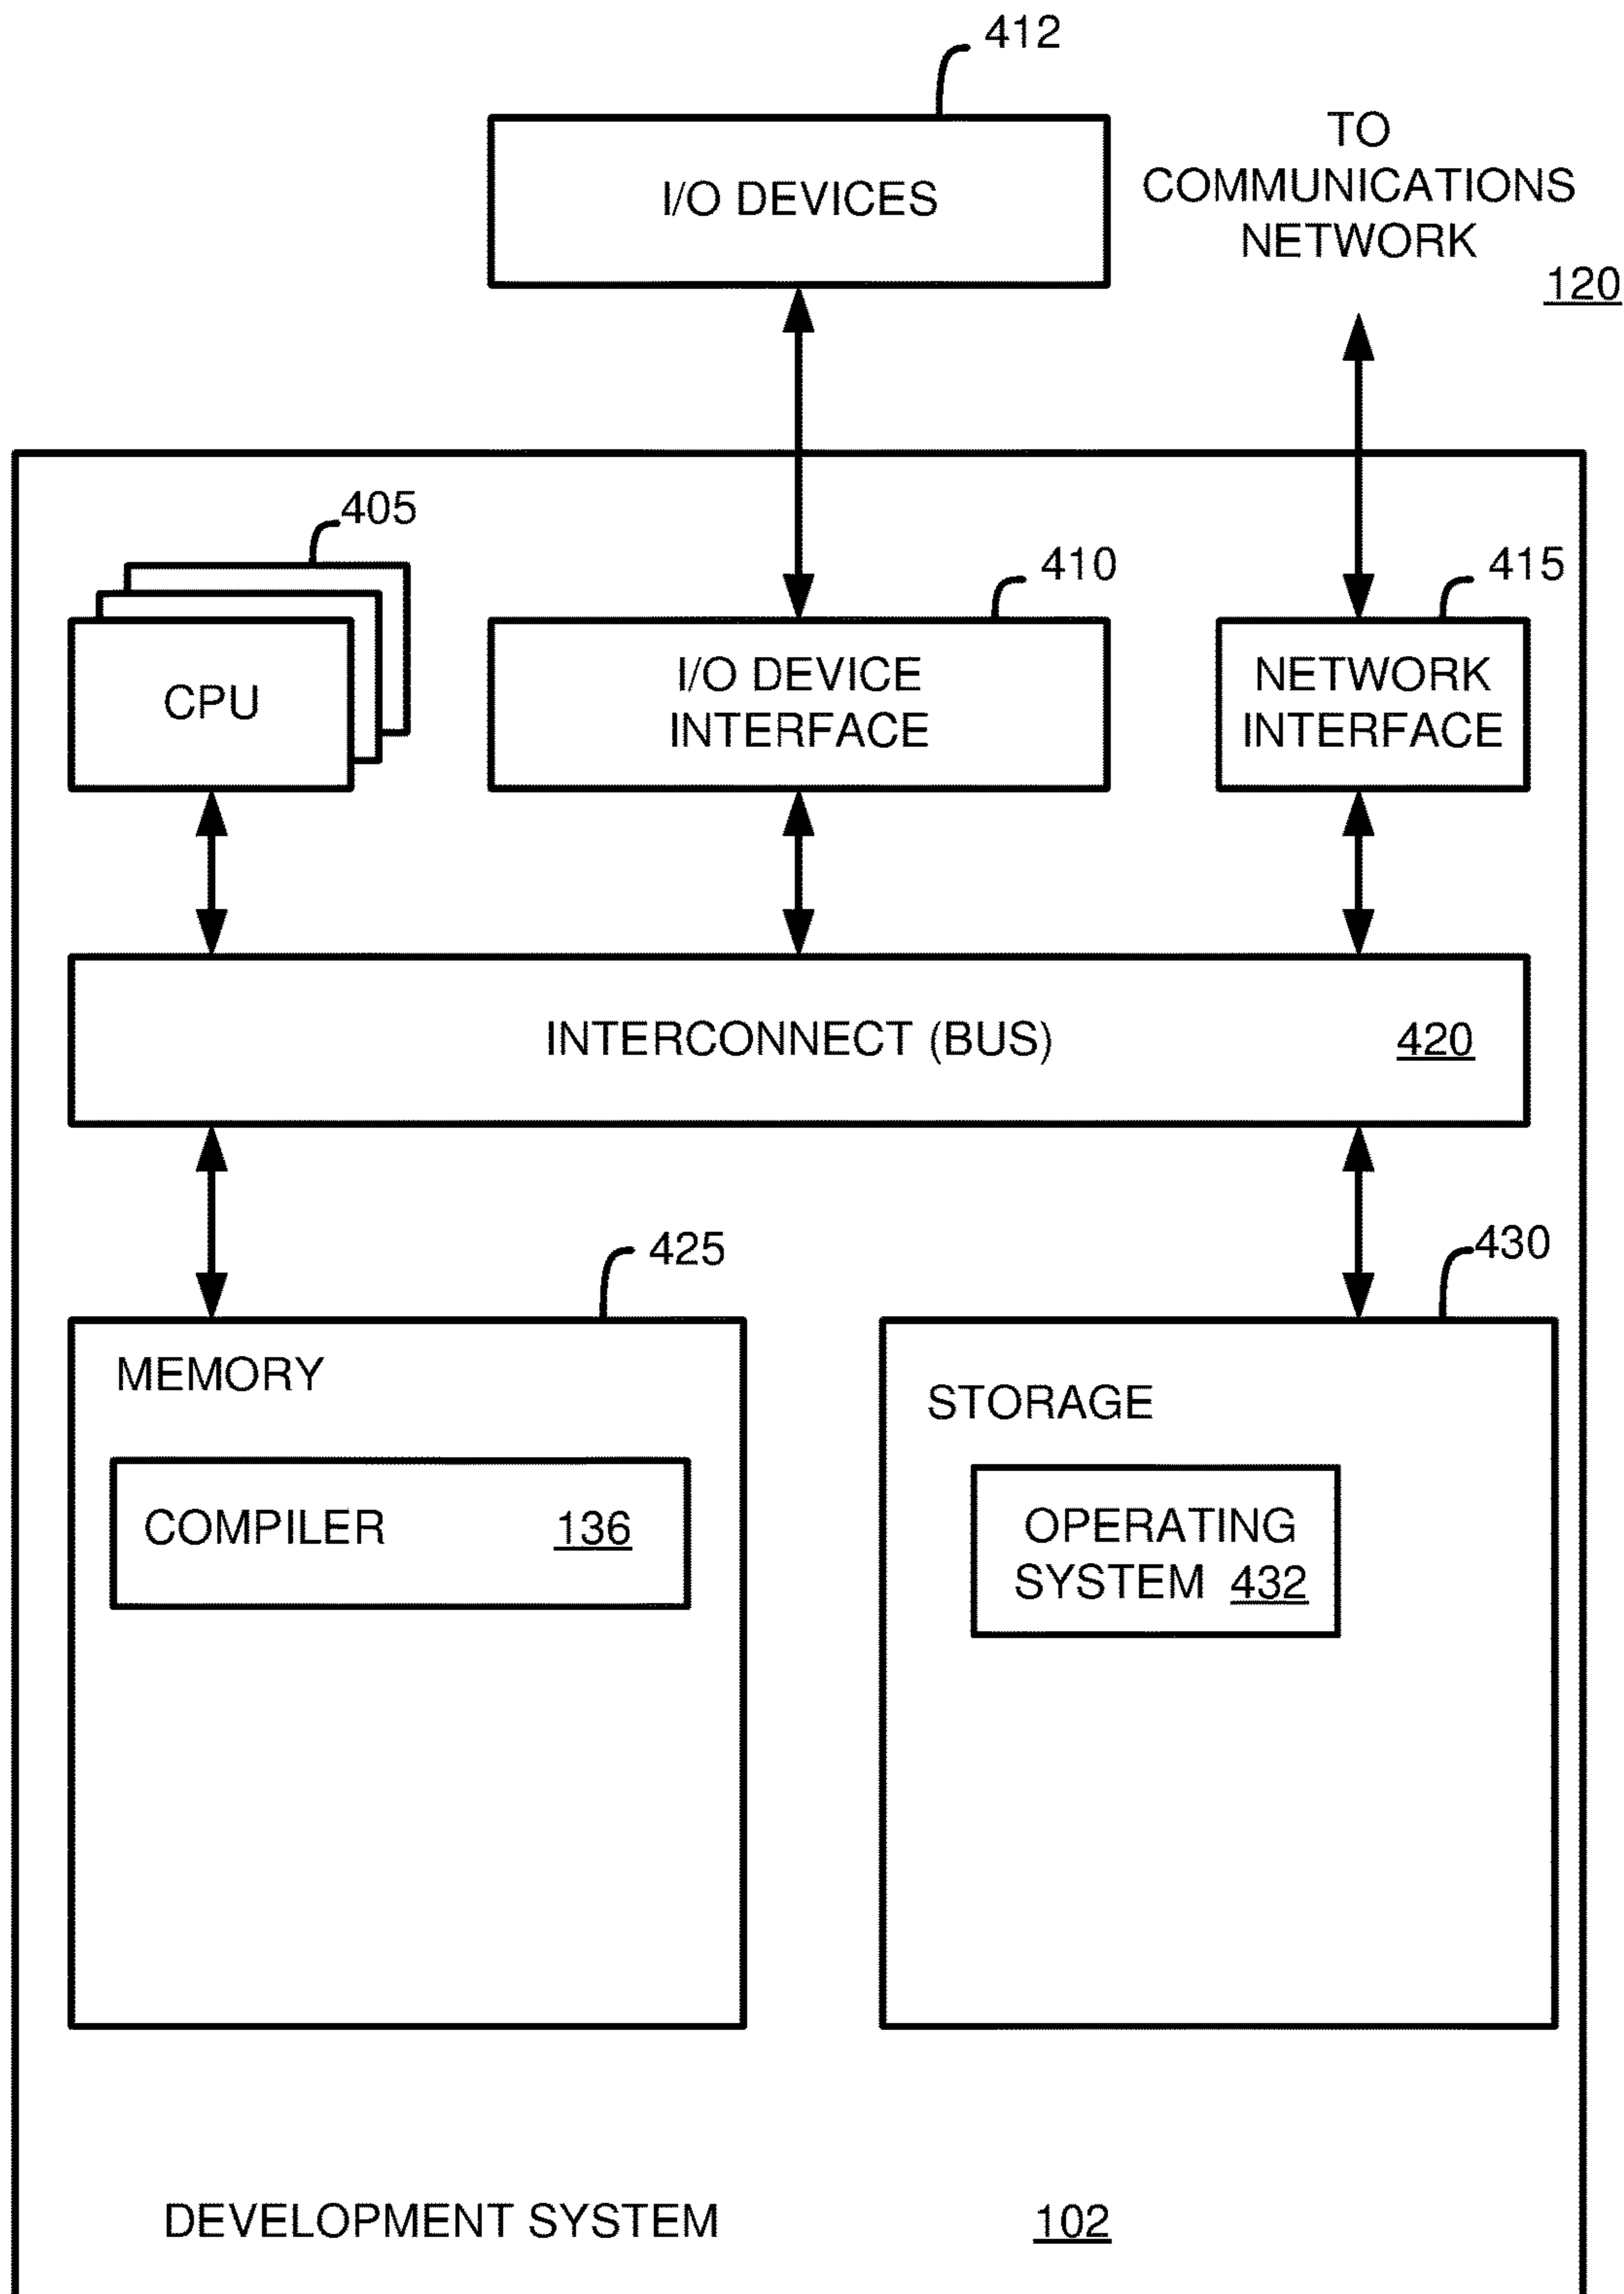 412
I/O DEVICES
TO
COMMUNICATIONS
NETWORK
120
405
CPU
410
I/O DEVICE
INTERFACE
415
NETWORK
INTERFACE
INTERCONNECT (BUS) 420
425
MEMORY
COMPILER 136
430
STORAGE
OPERATING
SYSTEM 432
DEVELOPMENT SYSTEM 102